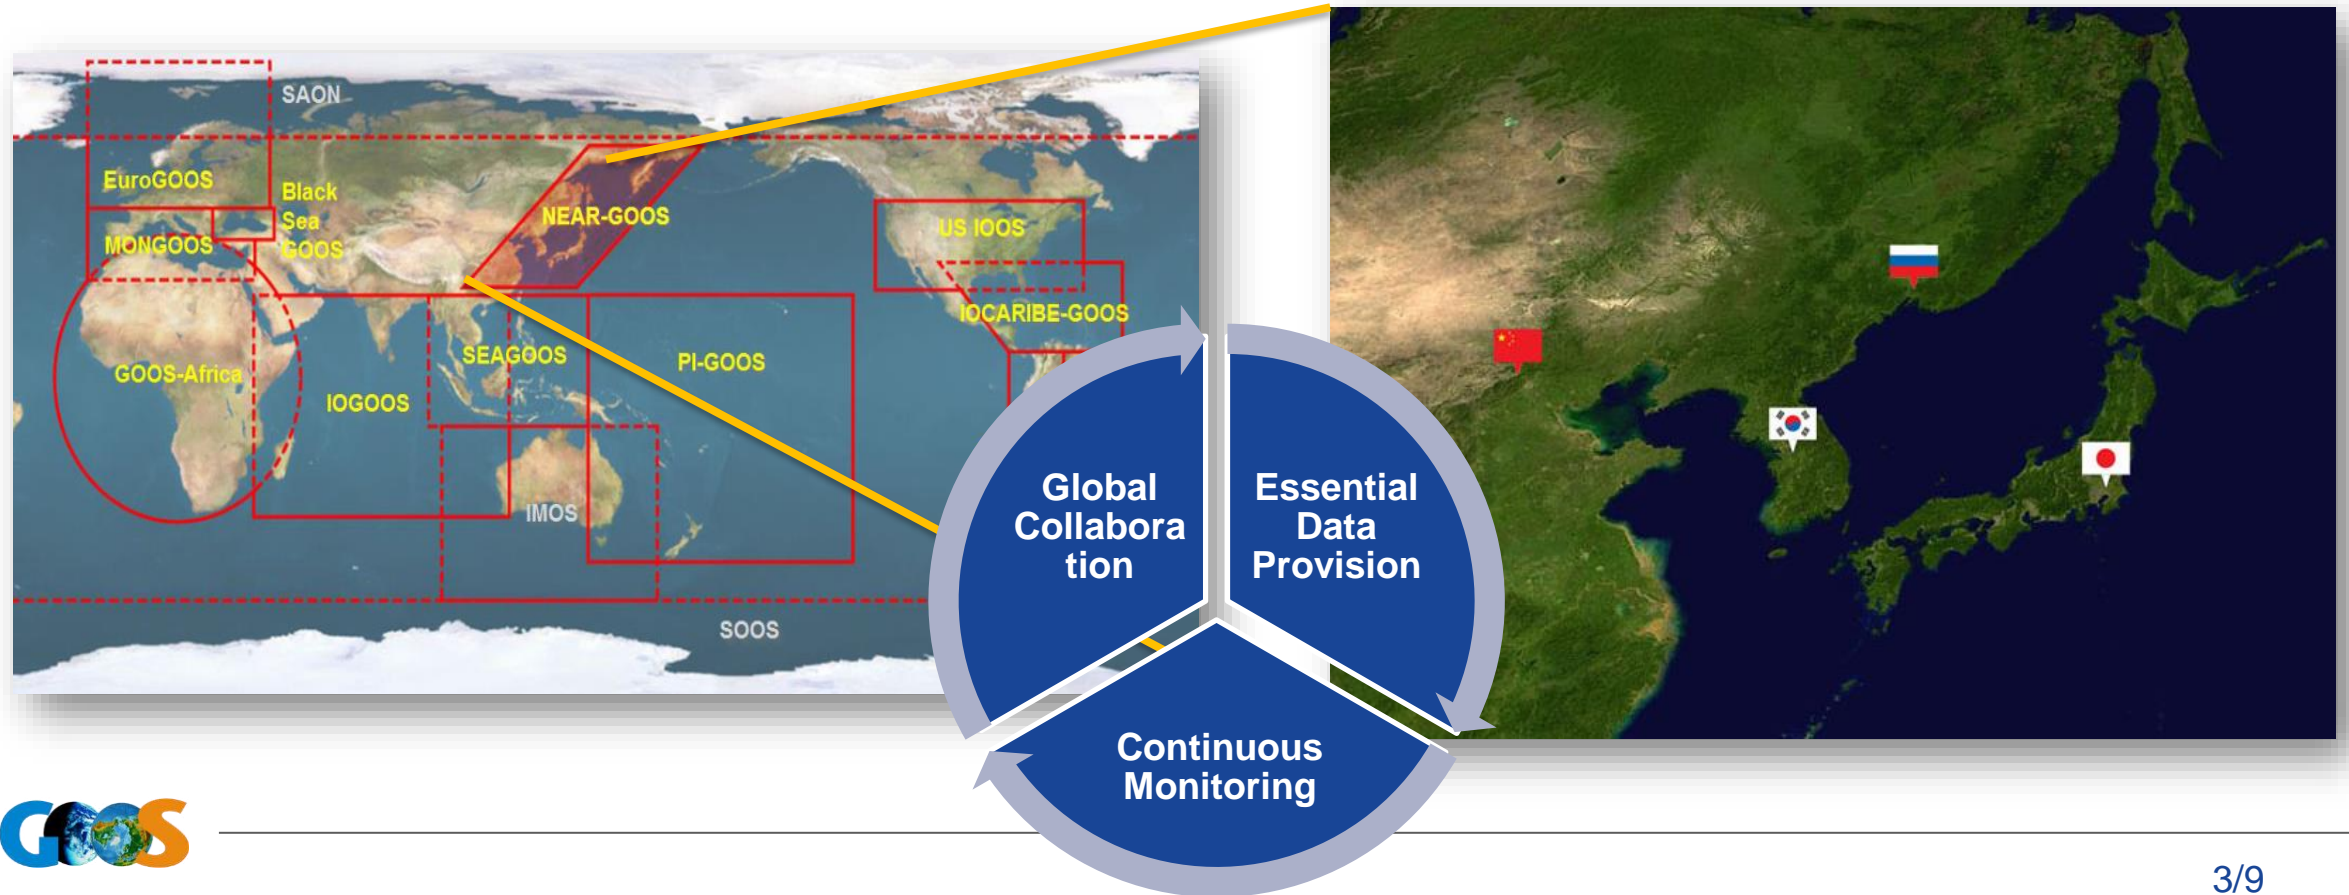 SAON
EuroGOOS
Black
Sea
GOOS
MONGOOS
NEAR-GOOS
US IOOS
IOCARIBE-GOOS
GOOS-Africa
IOGOOS
SEAGOOS
PI-GOOS
IMOS
SOOS
Global
Collabora
tion
Essential
Data
Provision
Continuous
Monitoring
GOOS
3/9